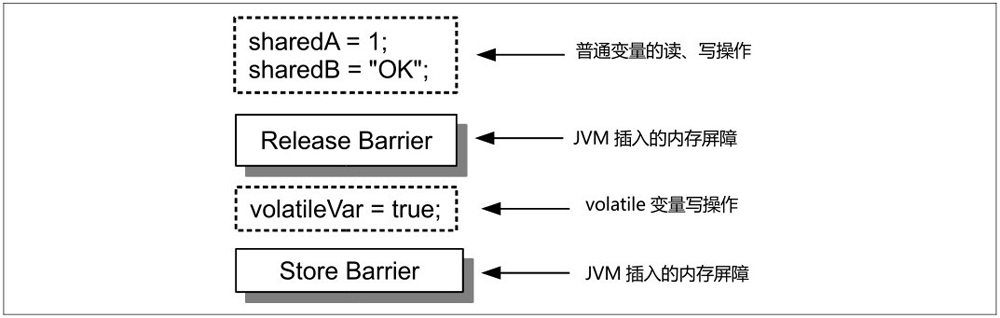 sharedA = 1;
sharedB = "OK";
普通变量的读、写操作
Release Barrier
JVM 插入的内存屏障
volatileVar = true;
volatile 变量写操作
Store Barrier
JVM 插入的内存屏障